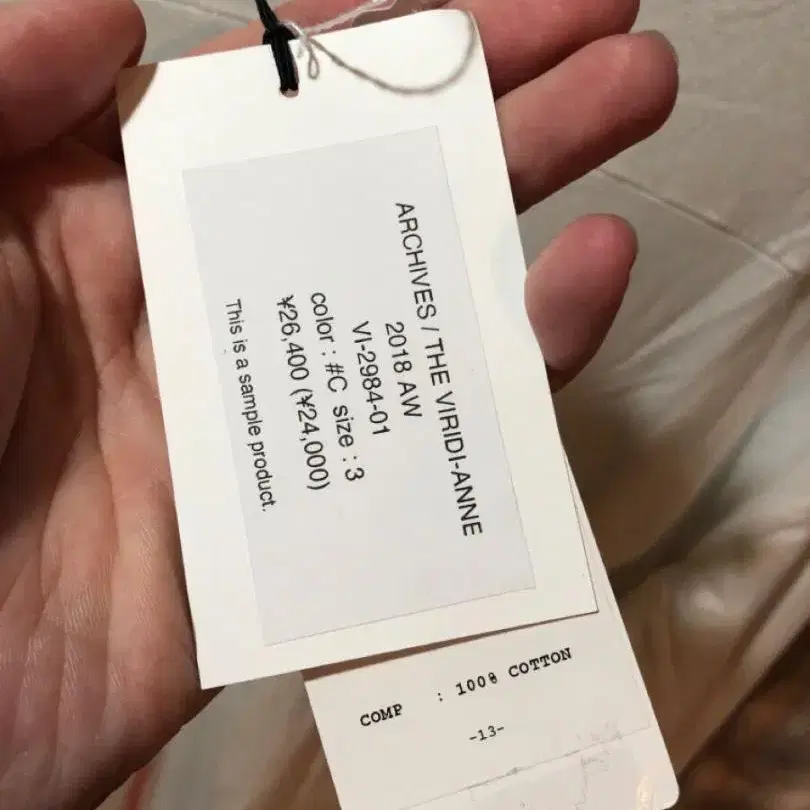 ARCHIVES / THE VIRIDI-ANNE
2018 AW
VI-2984-01
color : #C size : 3
¥26,400 (¥24,000)
This is a sample product.
COMP : 100% COTTON
-13-